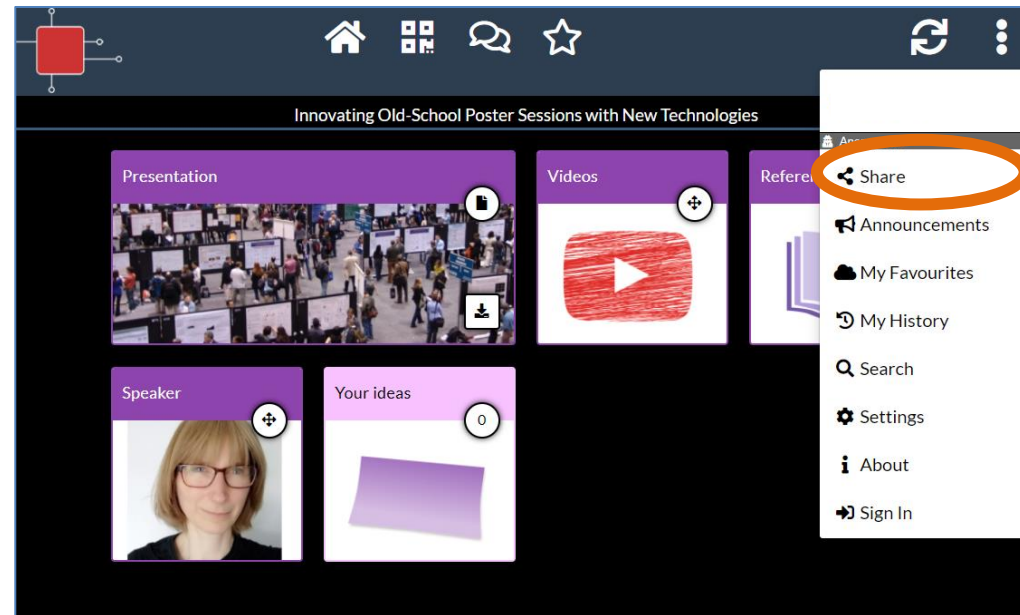 Innovating Old-School Poster Sessions with New Technologies
Presentation
Videos
Share
Announcements
My Favourites
My History
Search
Settings
About
Sign In
Speaker
Your ideas
0